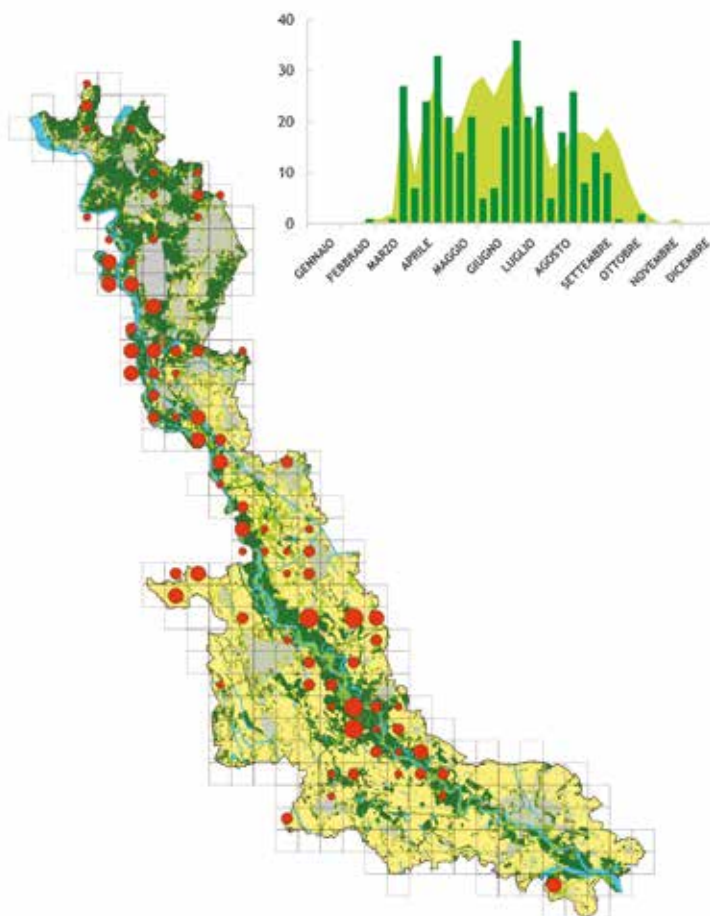 40
30
20
10
0
GENNAIO
FEBBRAIO
MARZO
APRILE
MAGGIO
GIUGNO
LUGLIO
AGOSTO
SETTEMBRE
OTTOBRE
NOVEMBRE
DICEMBRE